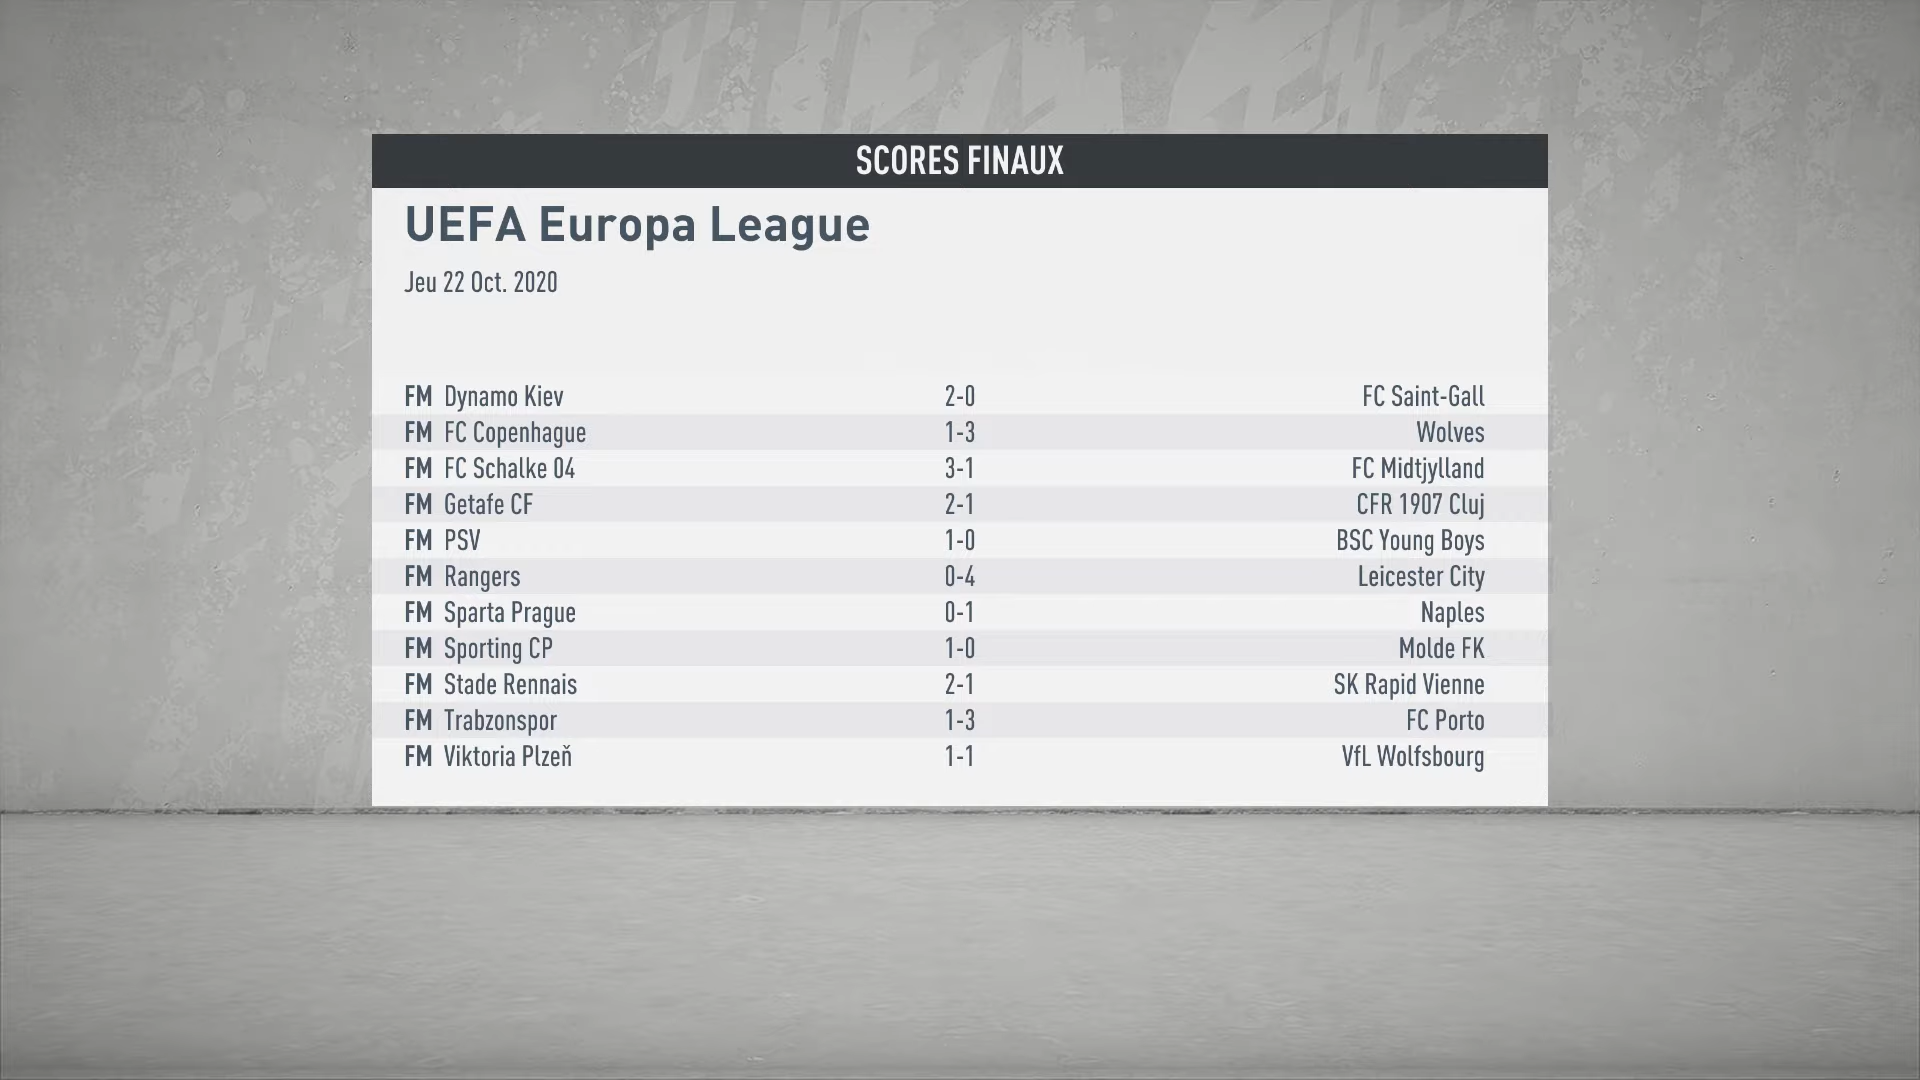 SCORES FINAUX
UEFA Europa League
Jeu 22 Oct. 2020
FM Dynamo Kiev 2-0 FC Saint-Gall
FM FC Copenhague 1-3 Wolves
FM FC Schalke 04 3-1 FC Midtjylland
FM Getafe CF 2-1 CFR 1907 Cluj
FM PSV 1-0 BSC Young Boys
FM Rangers 0-4 Leicester City
FM Sparta Prague 0-1 Naples
FM Sporting CP 1-0 Molde FK
FM Stade Rennais 2-1 SK Rapid Vienne
FM Trabzonspor 1-3 FC Porto
FM Viktoria Plzeň 1-1 VfL Wolfsbourg